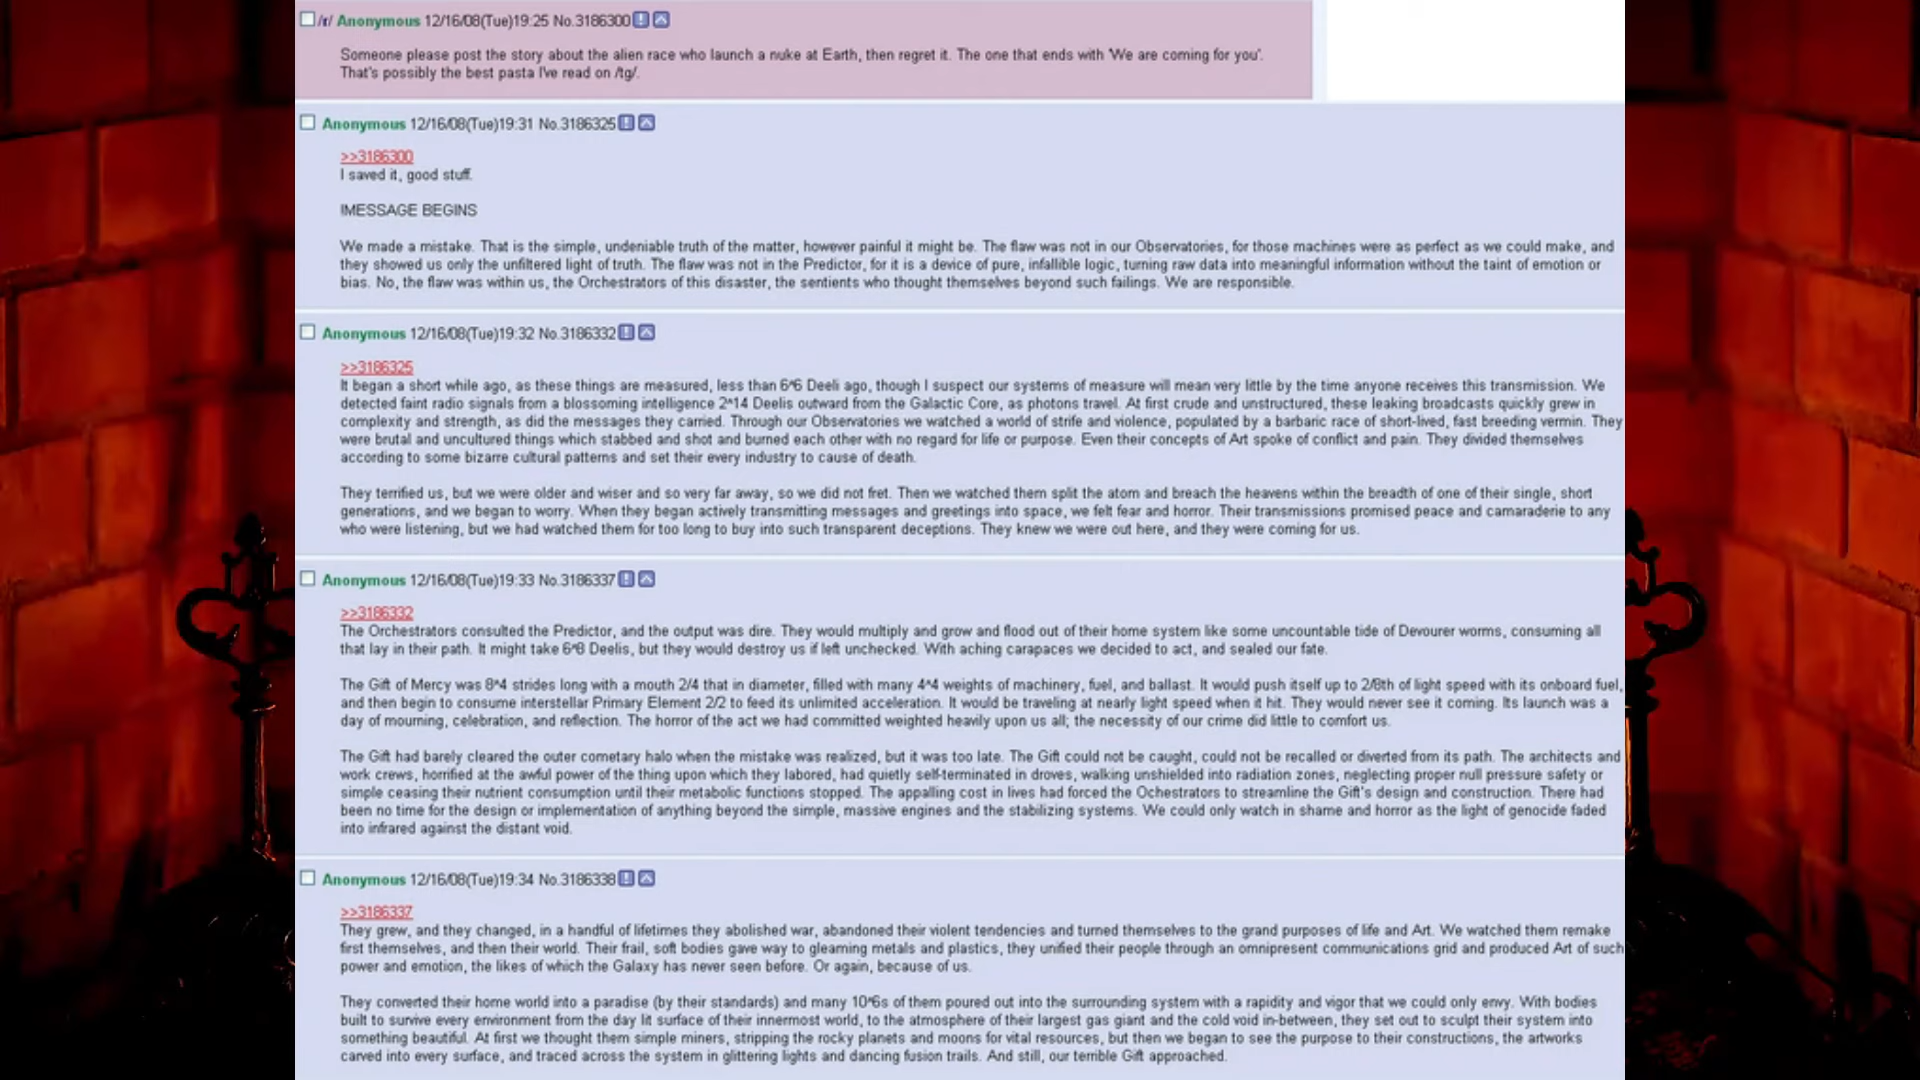 /r/ Anonymous 12/16/08(Tue)19:25 No.3186300
Someone please post the story about the alien race who launch a nuke at Earth, then regret it. The one that ends with 'We are coming for you'.
That's possibly the best pasta I've read on /tg/.
Anonymous 12/16/08(Tue)19:31 No.3186325
>>3186300
I saved it, good stuff.
!MESSAGE BEGINS
We made a mistake. That is the simple, undeniable truth of the matter, however painful it might be. The flaw was not in our Observatories, for those machines were as perfect as we could make, and
they showed us only the unfiltered light of truth. The flaw was not in the Predictor, for it is a device of pure, infallible logic, turning raw data into meaningful information without the taint of emotion or
bias. No, the flaw was within us, the Orchestrators of this disaster, the sentients who thought themselves beyond such failings. We are responsible.
Anonymous 12/16/08(Tue)19:32 No.3186332
>>3186325
It began a short while ago, as these things are measured, less than 6^6 Deeli ago, though I suspect our systems of measure will mean very little by the time anyone receives this transmission. We
detected faint radio signals from a blossoming intelligence 2^14 Deelis outward from the Galactic Core, as photons travel. At first crude and unstructured, these leaking broadcasts quickly grew in
complexity and strength, as did the messages they carried. Through our Observatories we watched a world of strife and violence, populated by a barbaric race of short-lived, fast breeding vermin. They
were brutal and uncultured things which stabbed and shot and burned each other with no regard for life or purpose. Even their concepts of Art spoke of conflict and pain. They divided themselves
according to some bizarre cultural patterns and set their every industry to cause of death.
They terrified us, but we were older and wiser and so very far away, so we did not fret. Then we watched them split the atom and breach the heavens within the breadth of one of their single, short
generations, and we began to worry. When they began actively transmitting messages and greetings into space, we felt fear and horror. Their transmissions promised peace and camaraderie to any
who were listening, but we had watched them for too long to buy into such transparent deceptions. They knew we were out here, and they were coming for us.
Anonymous 12/16/08(Tue)19:33 No.3186337
>>3186332
The Orchestrators consulted the Predictor, and the output was dire. They would multiply and grow and flood out of their home system like some uncountable tide of Devourer worms, consuming all
that lay in their path. It might take 6^8 Deelis, but they would destroy us if left unchecked. With aching carapaces we decided to act, and sealed our fate.
The Gift of Mercy was 8^4 strides long with a mouth 2/4 that in diameter, filled with many 4^4 weights of machinery, fuel, and ballast. It would push itself up to 2/8th of light speed with its onboard fuel,
and then begin to consume interstellar Primary Element 2/2 to feed its unlimited acceleration. It would be traveling at nearly light speed when it hit. They would never see it coming. Its launch was a
day of mourning, celebration, and reflection. The horror of the act we had committed weighted heavily upon us all; the necessity of our crime did little to comfort us.
The Gift had barely cleared the outer cometary halo when the mistake was realized, but it was too late. The Gift could not be caught, could not be recalled or diverted from its path. The architects and
work crews, horrified at the awful power of the thing upon which they labored, had quietly self-terminated in droves, walking unshielded into radiation zones, neglecting proper null pressure safety or
simple ceasing their nutrient consumption until their metabolic functions stopped. The appalling cost in lives had forced the Ochestrators to streamline the Gift's design and construction. There had
been no time for the design or implementation of anything beyond the simple, massive engines and the stabilizing systems. We could only watch in shame and horror as the light of genocide faded
into infrared against the distant void.
Anonymous 12/16/08(Tue)19:34 No.3186338
>>3186337
They grew, and they changed, in a handful of lifetimes they abolished war, abandoned their violent tendencies and turned themselves to the grand purposes of life and Art. We watched them remake
first themselves, and then their world. Their frail, soft bodies gave way to gleaming metals and plastics, they unified their people through an omnipresent communications grid and produced Art of such
power and emotion, the likes of which the Galaxy has never seen before. Or again, because of us.
They converted their home world into a paradise (by their standards) and many 10^6s of them poured out into the surrounding system with a rapidity and vigor that we could only envy. With bodies
built to survive every environment from the day lit surface of their innermost world, to the atmosphere of their largest gas giant and the cold void in-between, they set out to sculpt their system into
something beautiful. At first we thought them simple miners, stripping the rocky planets and moons for vital resources, but then we began to see the purpose to their constructions, the artworks
carved into every surface, and traced across the system in glittering lights and dancing fusion trails. And still, our terrible Gift approached.